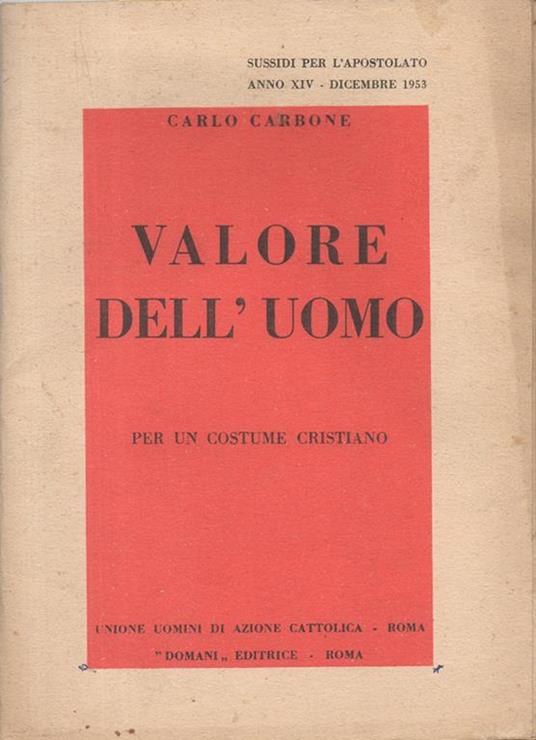 SUSSIDI PER L'APOSTOLATO
ANNO XIV - DICEMBRE 1953
CARLO CARBONE
VALORE
DELL' UOMO
PER UN COSTUME CRISTIANO
UNIONE UOMINI DI AZIONE CATTOLICA - ROMA
"DOMANI„ EDITRICE - ROMA